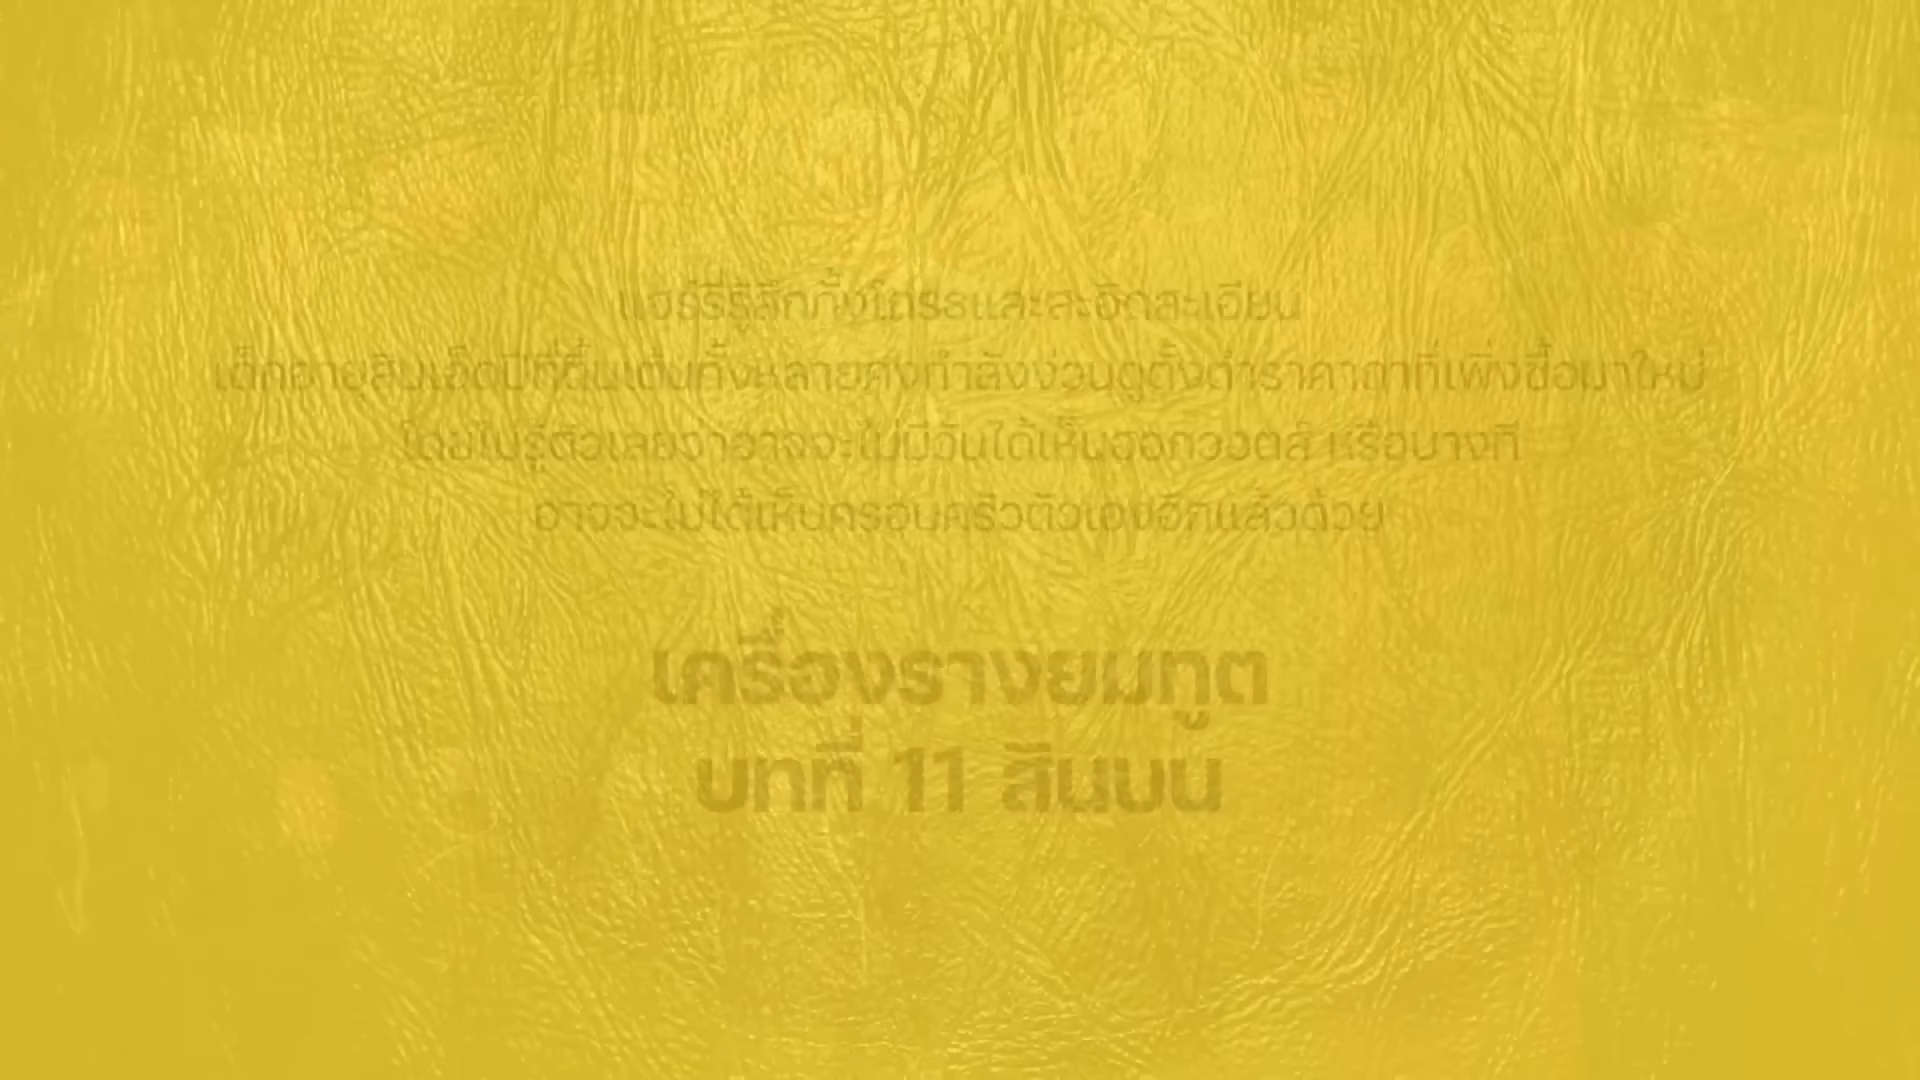 แฮร์รี่รู้สึกทั้งโกรธและสะอิดสะเอียน
เด็กอายุสิบเอ็ดปีที่ตื่นเต้นทั้งหลายคงกำลังง่วนดูตั้งตำราคาถาที่เพิ่งซื้อมาใหม่
โดยไม่รู้ตัวเลยว่าอาจจะไม่มีวันได้เห็นฮอกวอตส์ หรือบางที
อาจจะไม่ได้เห็นครอบครัวตัวเองอีกแล้วด้วย
เครื่องรางยมทูต
บทที่ 11 สินบน